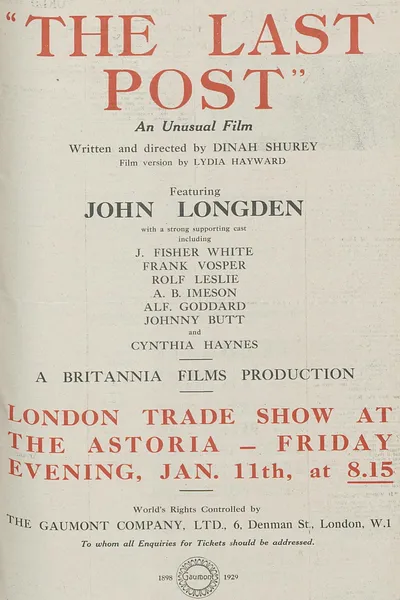 "THE LAST
POST"
An Unusual Film
Written and directed by DINAH SHUREY
Film version by LYDIA HAYWARD
Featuring
JOHN LONGDEN
with a strong supporting cast
including
J. FISHER WHITE
FRANK VOSPER
ROLF LESLIE
A. B. IMESON
ALF. GODDARD
JOHNNY BUTT
and
CYNTHIA HAYNES
A BRITANNIA FILMS PRODUCTION
LONDON TRADE SHOW AT
THE ASTORIA – FRIDAY
EVENING, JAN. 11th, at 8.15
World's Rights Controlled by
THE GAUMONT COMPANY, LTD., 6, Denman St., London, W.1
To whom all Enquiries for Tickets should be addressed.
1898 Gaumont 1929